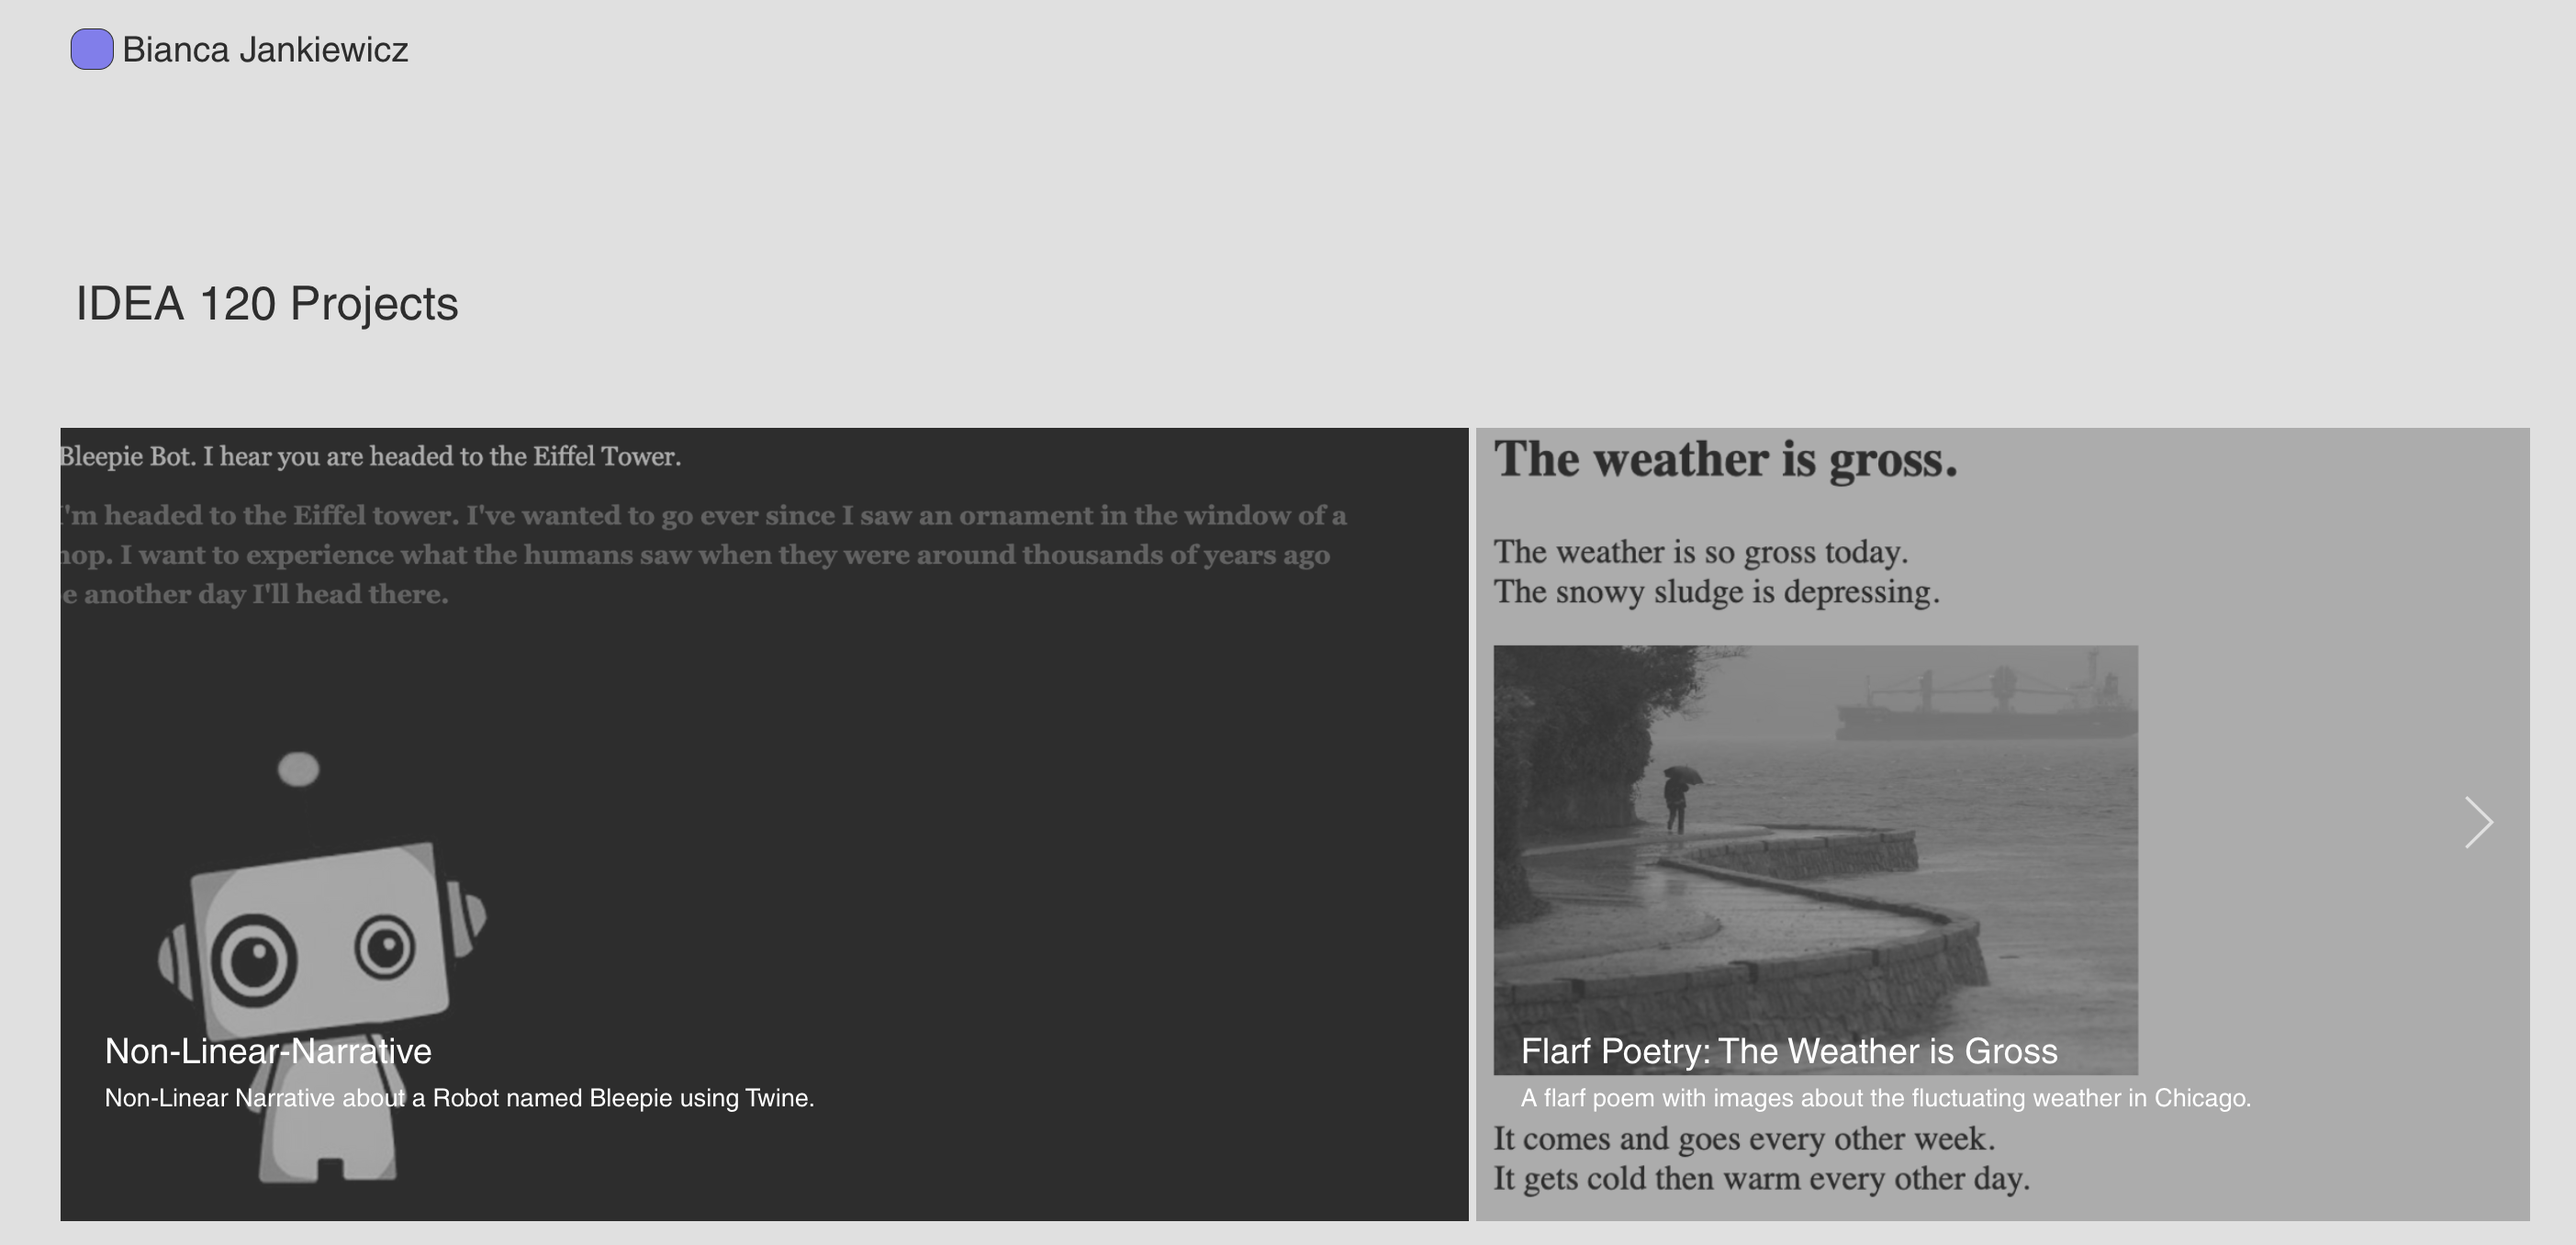 Bianca Jankiewicz
IDEA 120 Projects
Bleepie Bot. I hear you are headed to the Eiffel Tower.
'm headed to the Eiffel tower. I've wanted to go ever since I saw an ornament in the window of a
hop. I want to experience what the humans saw when they were around thousands of years ago
e another day I'll head there.
Non-Linear-Narrative
Non-Linear Narrative about a Robot named Bleepie using Twine.
The weather is gross.
The weather is so gross today.
The snowy sludge is depressing.
Flarf Poetry: The Weather is Gross
A flarf poem with images about the fluctuating weather in Chicago.
It comes and goes every other week.
It gets cold then warm every other day.